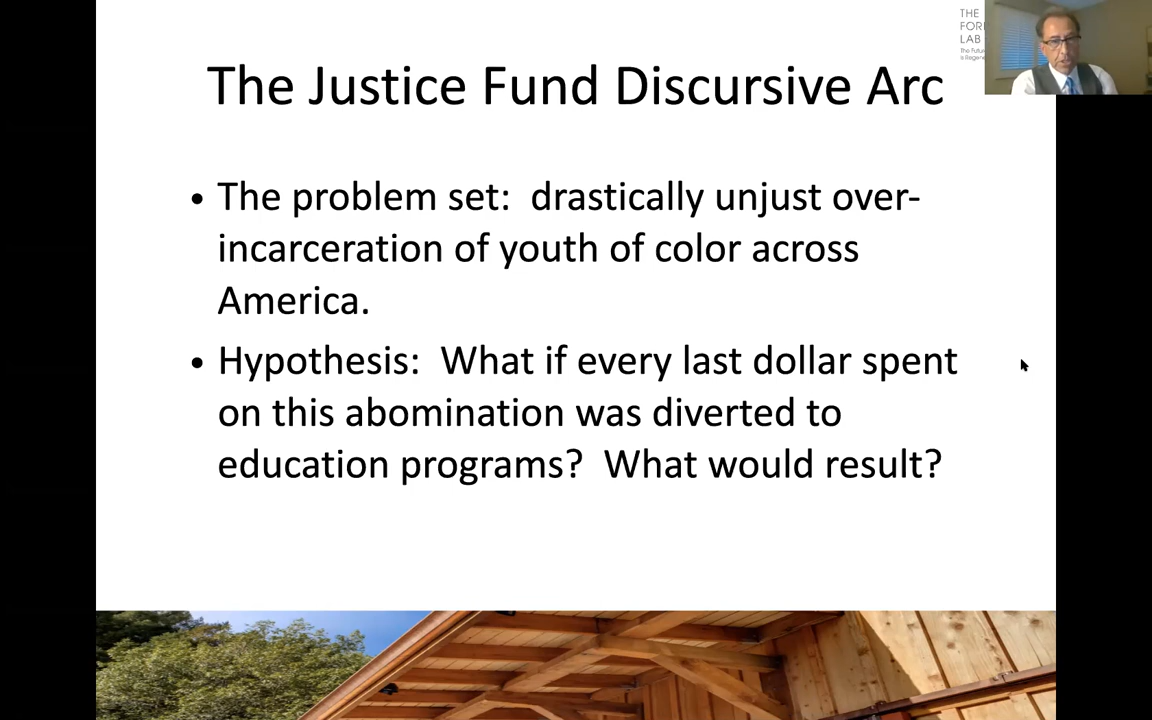 THE
LAB
The Justice Fund Discursive Arc
• The problem set:  drastically unjust over-
incarceration of youth of color across
America.
• Hypothesis:  What if every last dollar spent
on this abomination was diverted to
education programs?  What would result?